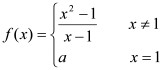 f(x) = { (x² − 1)/(x − 1)   x ≠ 1
a   x = 1